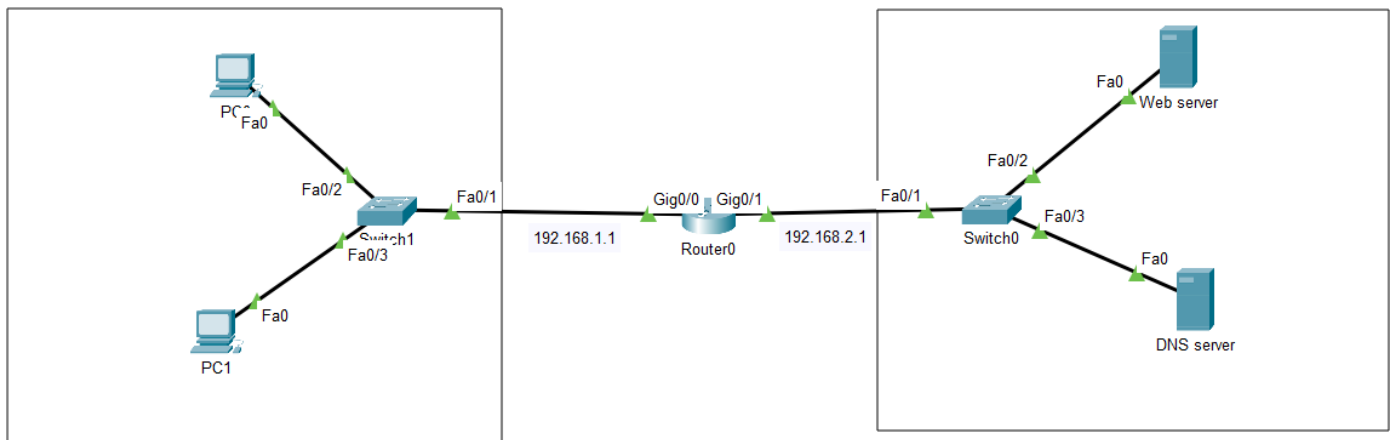 Fa0
Fa0/2
Fa0/1
Fa0/3
Fa0
PC1
Gig0/0
Gig0/1
192.168.1.1
Router0
192.168.2.1
Fa0/1
Fa0/2
Switch0
Fa0/3
Fa0
Web server
Fa0
DNS server